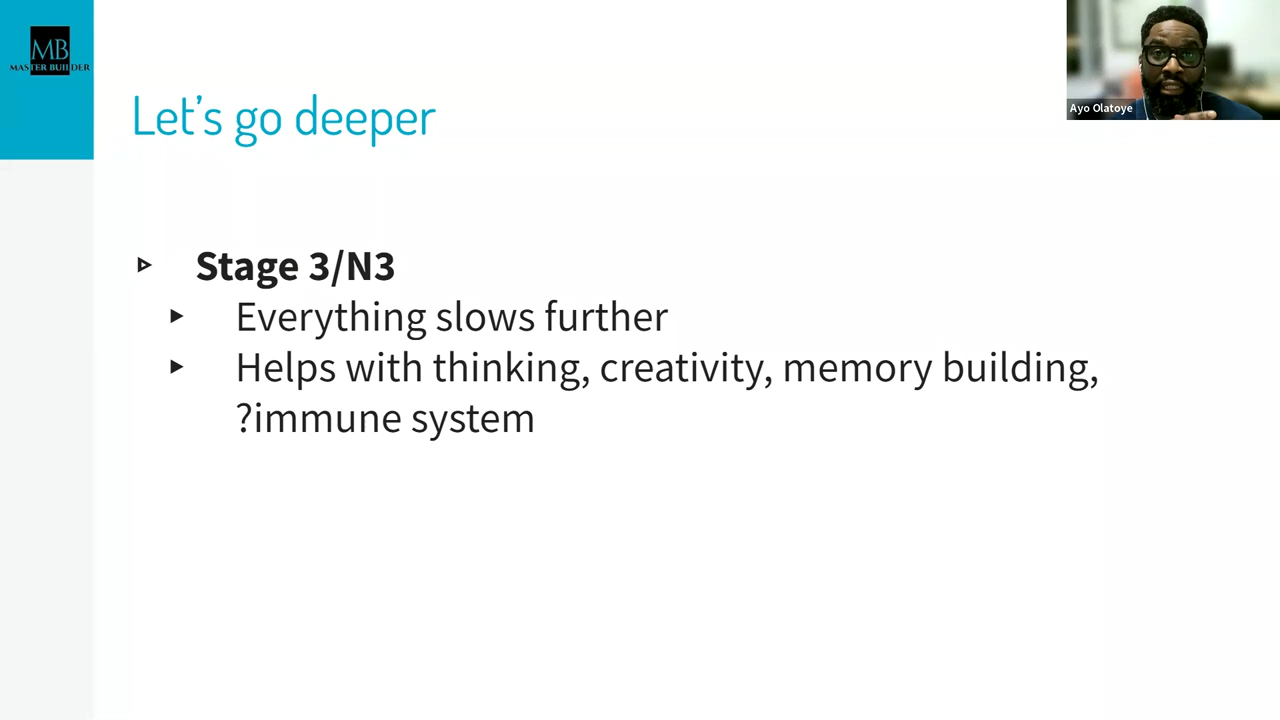 MB
MASTER BUILDER
Let's go deeper
Ayo Olatoye
Stage 3/N3
Everything slows further
Helps with thinking, creativity, memory building,
?immune system